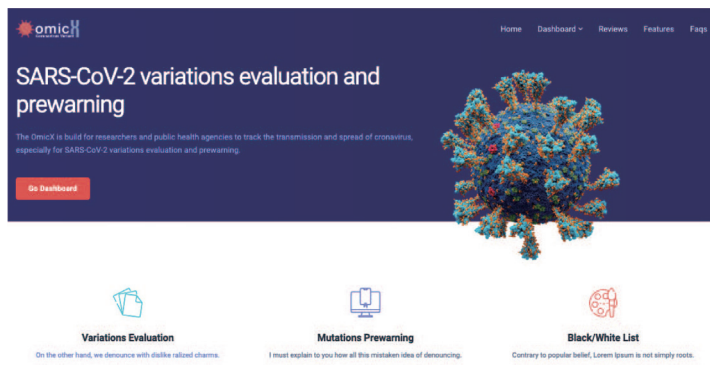 omicX
Home Dashboard Reviews Features Faqs
SARS-CoV-2 variations evaluation and
prewarning
The OmicX is build for researchers and public health agencies to track the transmission and spread of cronavirus,
especially for SARS-CoV-2 variations evaluation and prewarning.
Go Dashboard
Variations Evaluation
Mutations Prewarning
Black/White List
On the other hand, we denounce with dislike ralized charms.
I must explain to you how all this mistaken idea of denouncing.
Contrary to popular belief, Lorem Ipsum is not simply roots.